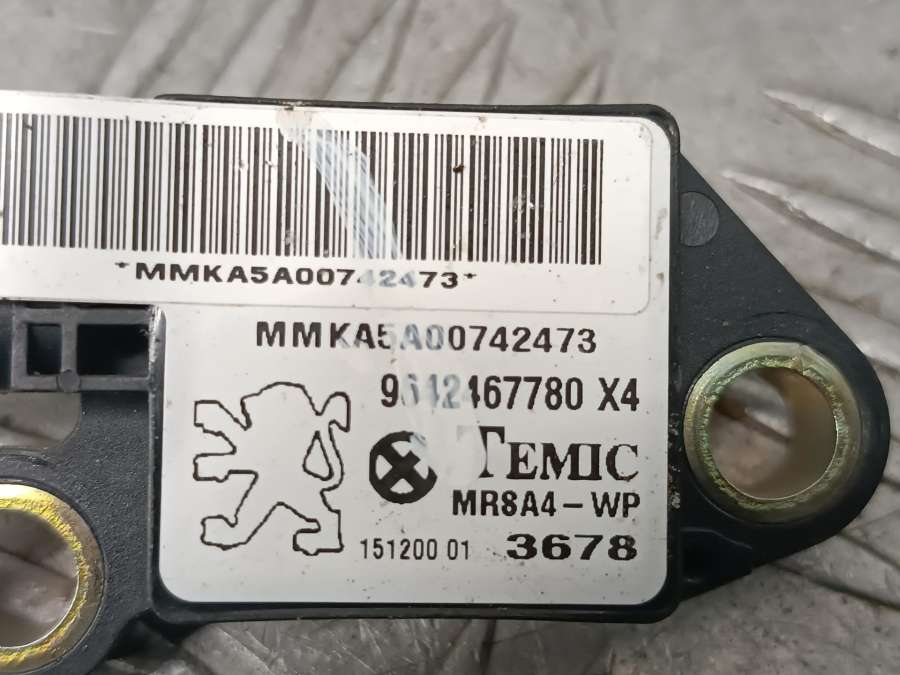 *MMKA5A00742473*
MMKA5A00742473
9642467780 X4
TEMIC
MR8A4-WP
151200 01 3678